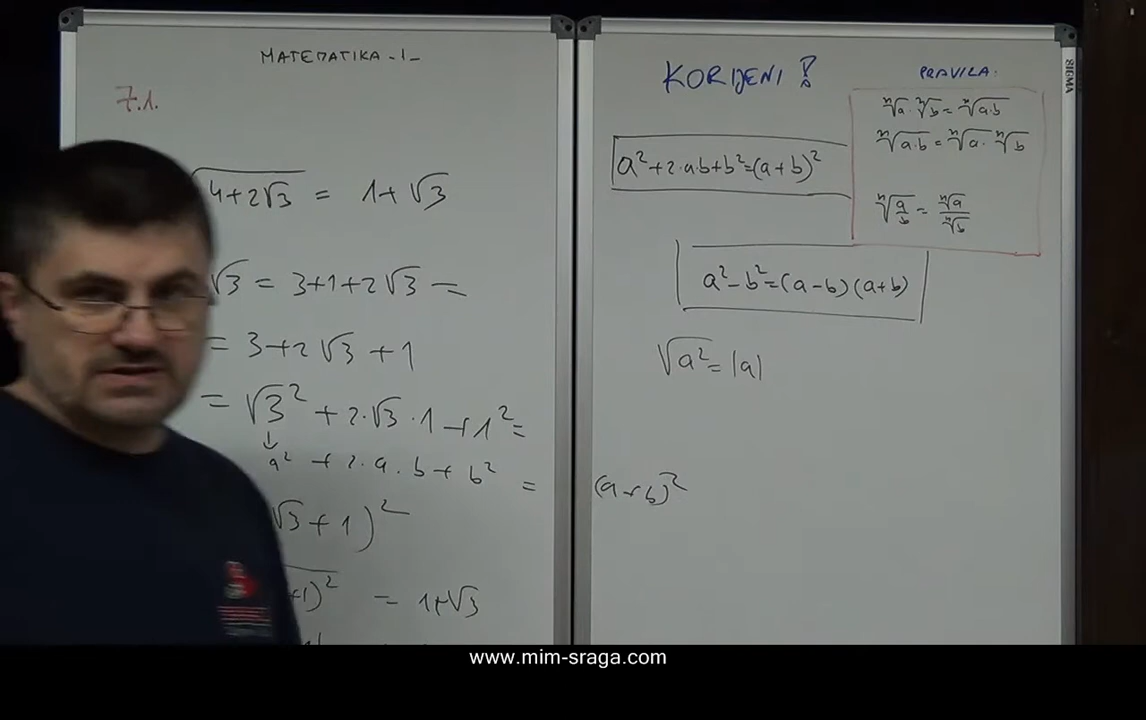 MATEMATIKA -1-
7.1.
√4+2√3 = 1+√3
√3 = 3+1+2√3 =
= 3+2√3+1
= √3² + 2·√3·1+1² =
↓
a² + 2·a·b+b² = (a+b)²
√3+1)²
+1)² = 1+√3
KORIJENI !
PRAVILA:
ⁿ√a · ⁿ√b = ⁿ√a·b
ⁿ√a·b = ⁿ√a · ⁿ√b
ⁿ√a/b = ⁿ√a/ⁿ√b
a²+2·a·b+b²=(a+b)²
a²-b²=(a-b)(a+b)
√a² = |a|
SIGMA
www.mim-sraga.com